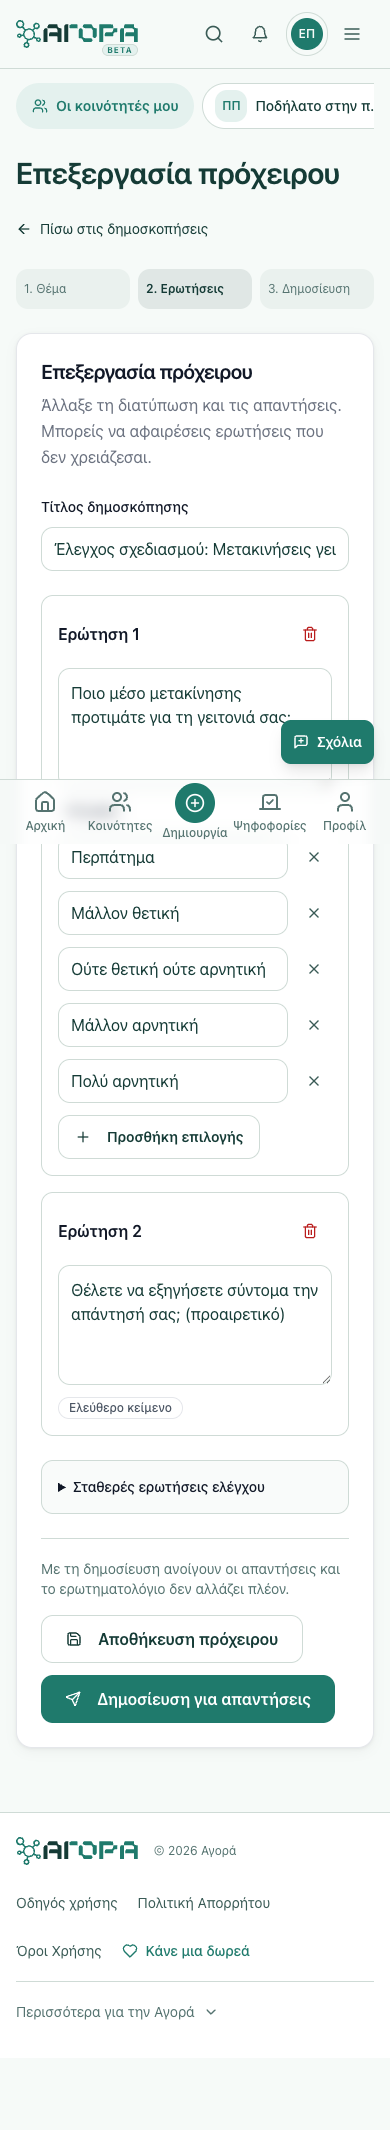 αγορα
BETA
ΕΠ
Οι κοινότητές μου
ΠΠ
Ποδήλατο στην π.
Επεξεργασία πρόχειρου
Πίσω στις δημοσκοπήσεις
1. Θέμα
2. Ερωτήσεις
3. Δημοσίευση
Επεξεργασία πρόχειρου
Άλλαξε τη διατύπωση και τις απαντήσεις.
Μπορείς να αφαιρέσεις ερωτήσεις που
δεν χρειάζεσαι.
Τίτλος δημοσκόπησης
Έλεγχος σχεδιασμού: Μετακινήσεις γει
Ερώτηση 1
Ποιο μέσο μετακίνησης
προτιμάτε για τη γειτονιά σας;
Σχόλια
Αρχική
Κοινότητες
Δημιουργία
Ψηφοφορίες
Προφίλ
Περπάτημα
Μάλλον θετική
Ούτε θετική ούτε αρνητική
Μάλλον αρνητική
Πολύ αρνητική
Προσθήκη επιλογής
Ερώτηση 2
Θέλετε να εξηγήσετε σύντομα την
απάντησή σας; (προαιρετικό)
Ελεύθερο κείμενο
Σταθερές ερωτήσεις ελέγχου
Με τη δημοσίευση ανοίγουν οι απαντήσεις και
το ερωτηματολόγιο δεν αλλάζει πλέον.
Αποθήκευση πρόχειρου
Δημοσίευση για απαντήσεις
αγορα
© 2026 Αγορά
Οδηγός χρήσης
Πολιτική Απορρήτου
Όροι Χρήσης
Κάνε μια δωρεά
Περισσότερα για την Αγορά